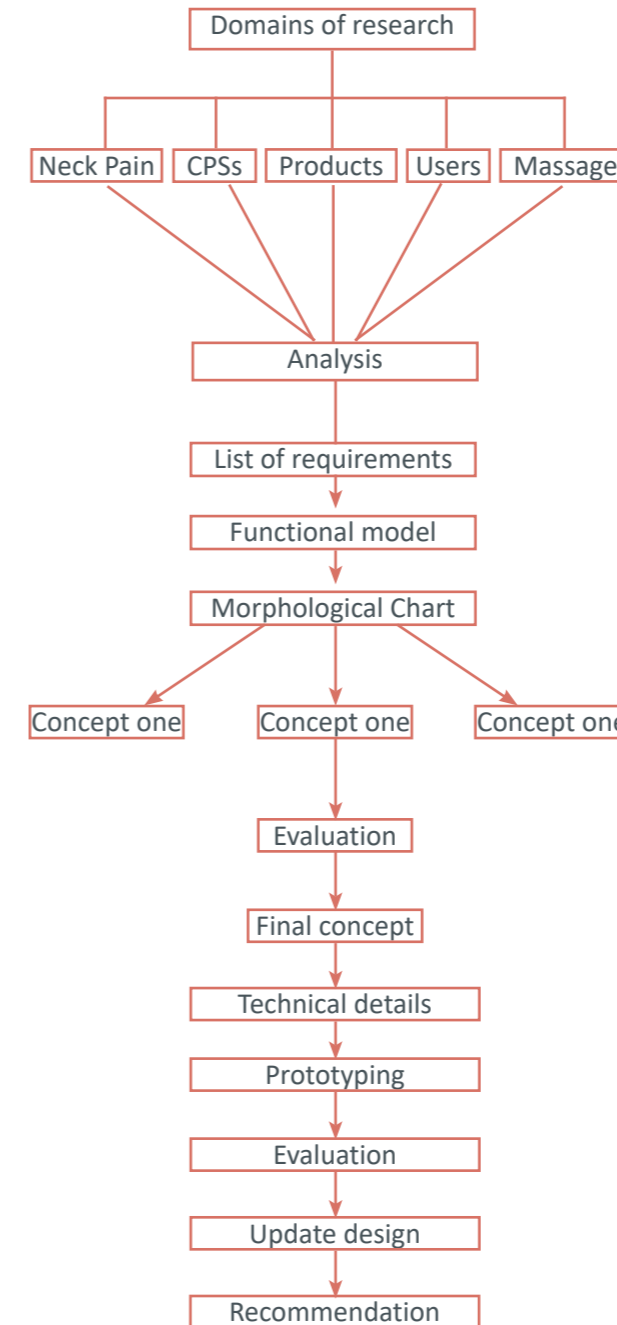 Domains of research
Neck Pain
CPSs
Products
Users
Massage
Analysis
List of requirements
Functional model
Morphological Chart
Concept one
Concept one
Concept one
Evaluation
Final concept
Technical details
Prototyping
Evaluation
Update design
Recommendation